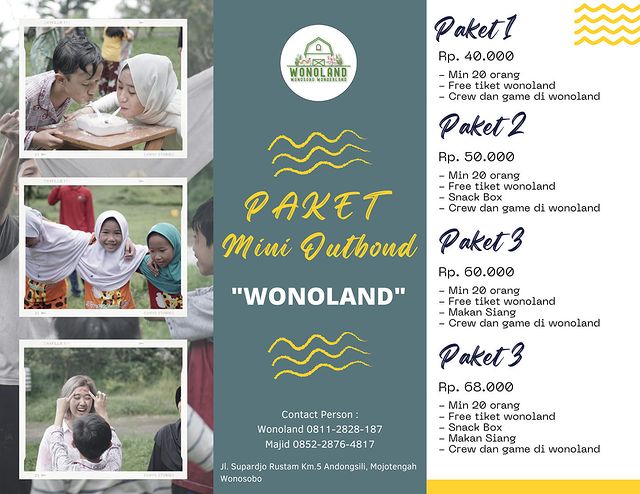 WONOLAND
WONOSOBO WONDERLAND
PAKET
Mini Outbond
"WONOLAND"
Contact Person :
Wonoland 0811-2828-187
Majid 0852-2876-4817
Jl. Supardjo Rustam Km.5 Andongsili, Mojotengah
Wonosobo
Paket 1
Rp. 40.000
– Min 20 orang
– Free tiket wonoland
– Crew dan game di wonoland
Paket 2
Rp. 50.000
– Min 20 orang
– Free tiket wonoland
– Snack Box
– Crew dan game di wonoland
Paket 3
Rp. 60.000
– Min 20 orang
– Free tiket wonoland
– Makan Siang
– Crew dan game di wonoland
Paket 3
Rp. 68.000
– Min 20 orang
– Free tiket wonoland
– Snack Box
– Makan Siang
– Crew dan game di wonoland